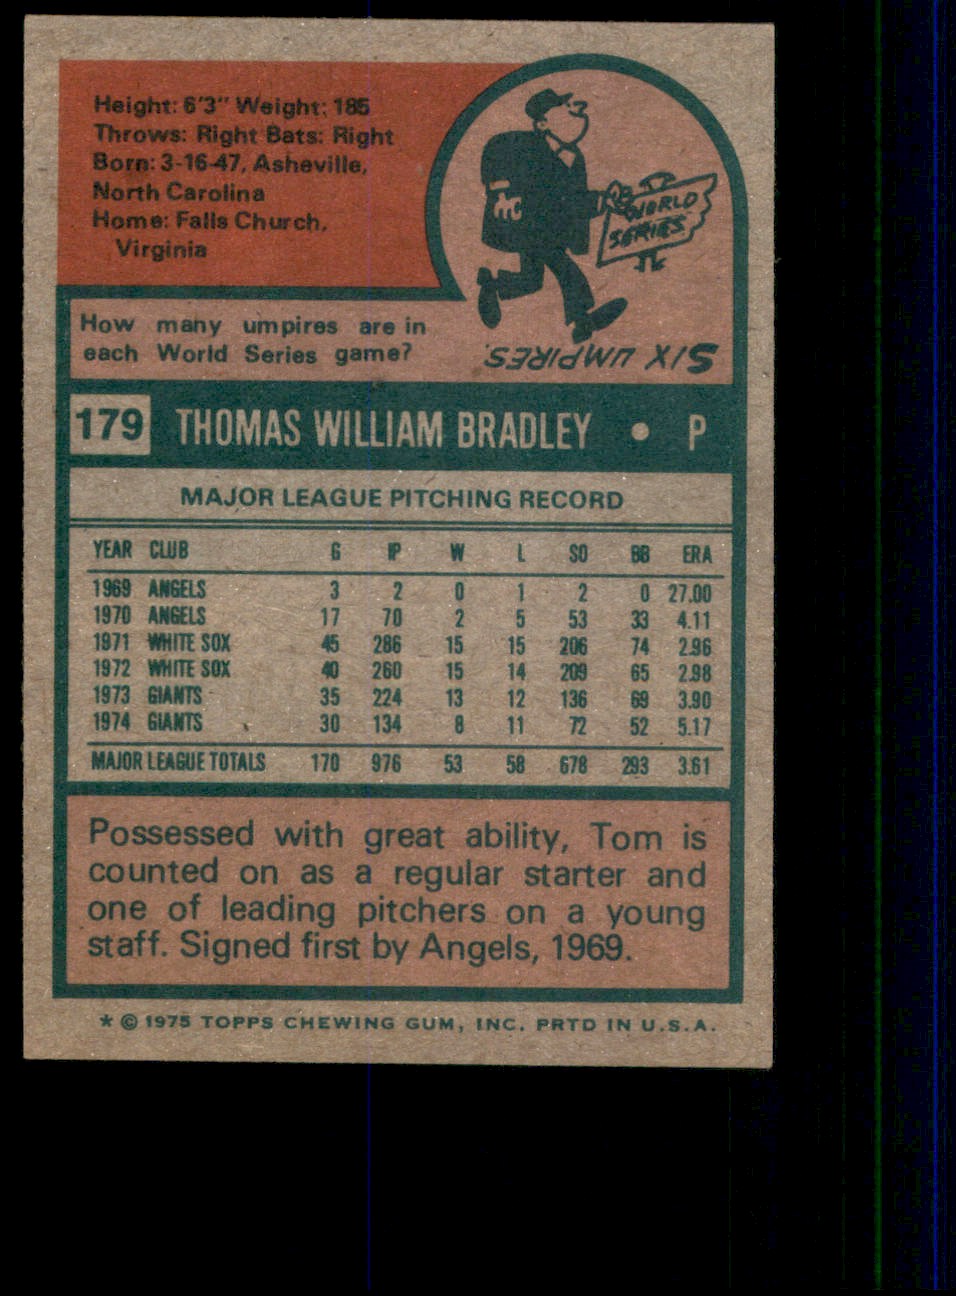 Height: 6'3" Weight: 185
Throws: Right Bats: Right
Born: 3-16-47, Asheville,
North Carolina
Home: Falls Church,
Virginia
WORLD
SERIES
How many umpires are in
each World Series game?
SIX UMPIRES.
179 THOMAS WILLIAM BRADLEY • P
MAJOR LEAGUE PITCHING RECORD
YEAR CLUB G IP W L SO BB ERA
1969 ANGELS 3 2 0 1 2 0 27.00
1970 ANGELS 17 70 2 5 53 33 4.11
1971 WHITE SOX 45 286 15 15 206 74 2.96
1972 WHITE SOX 40 260 15 14 209 65 2.98
1973 GIANTS 35 224 13 12 136 69 3.90
1974 GIANTS 30 134 8 11 72 52 5.17
MAJOR LEAGUE TOTALS 170 976 53 58 678 293 3.61
Possessed with great ability, Tom is
counted on as a regular starter and
one of leading pitchers on a young
staff. Signed first by Angels, 1969.
* © 1975 TOPPS CHEWING GUM, INC. PRTD IN U.S.A.